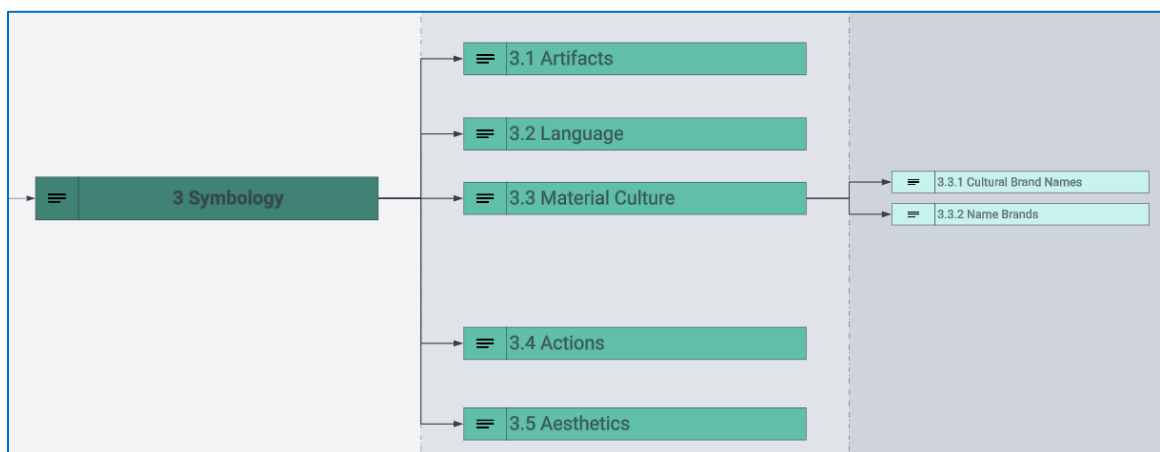 3 Symbology
3.1 Artifacts
3.2 Language
3.3 Material Culture
3.3.1 Cultural Brand Names
3.3.2 Name Brands
3.4 Actions
3.5 Aesthetics